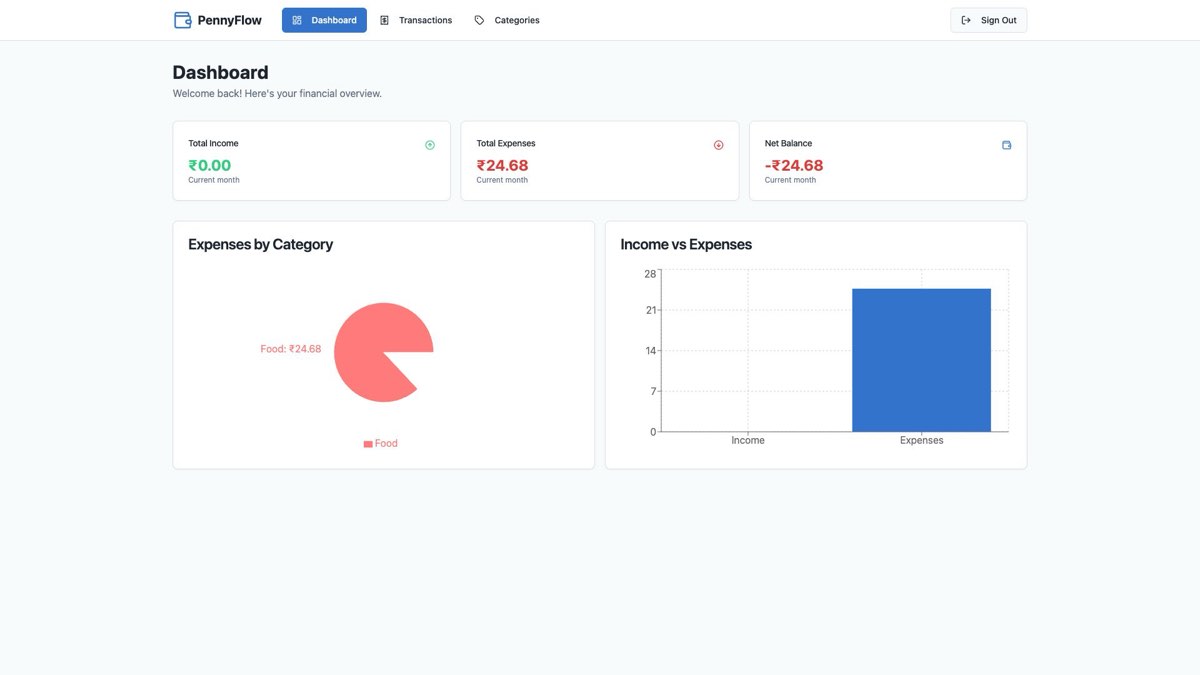 PennyFlow
Dashboard
Transactions
Categories
Sign Out
Dashboard
Welcome back! Here's your financial overview.
Total Income
₹0.00
Current month
Total Expenses
₹24.68
Current month
Net Balance
-₹24.68
Current month
Expenses by Category
Food: ₹24.68
Food
Income vs Expenses
28
21
14
7
0
Income
Expenses